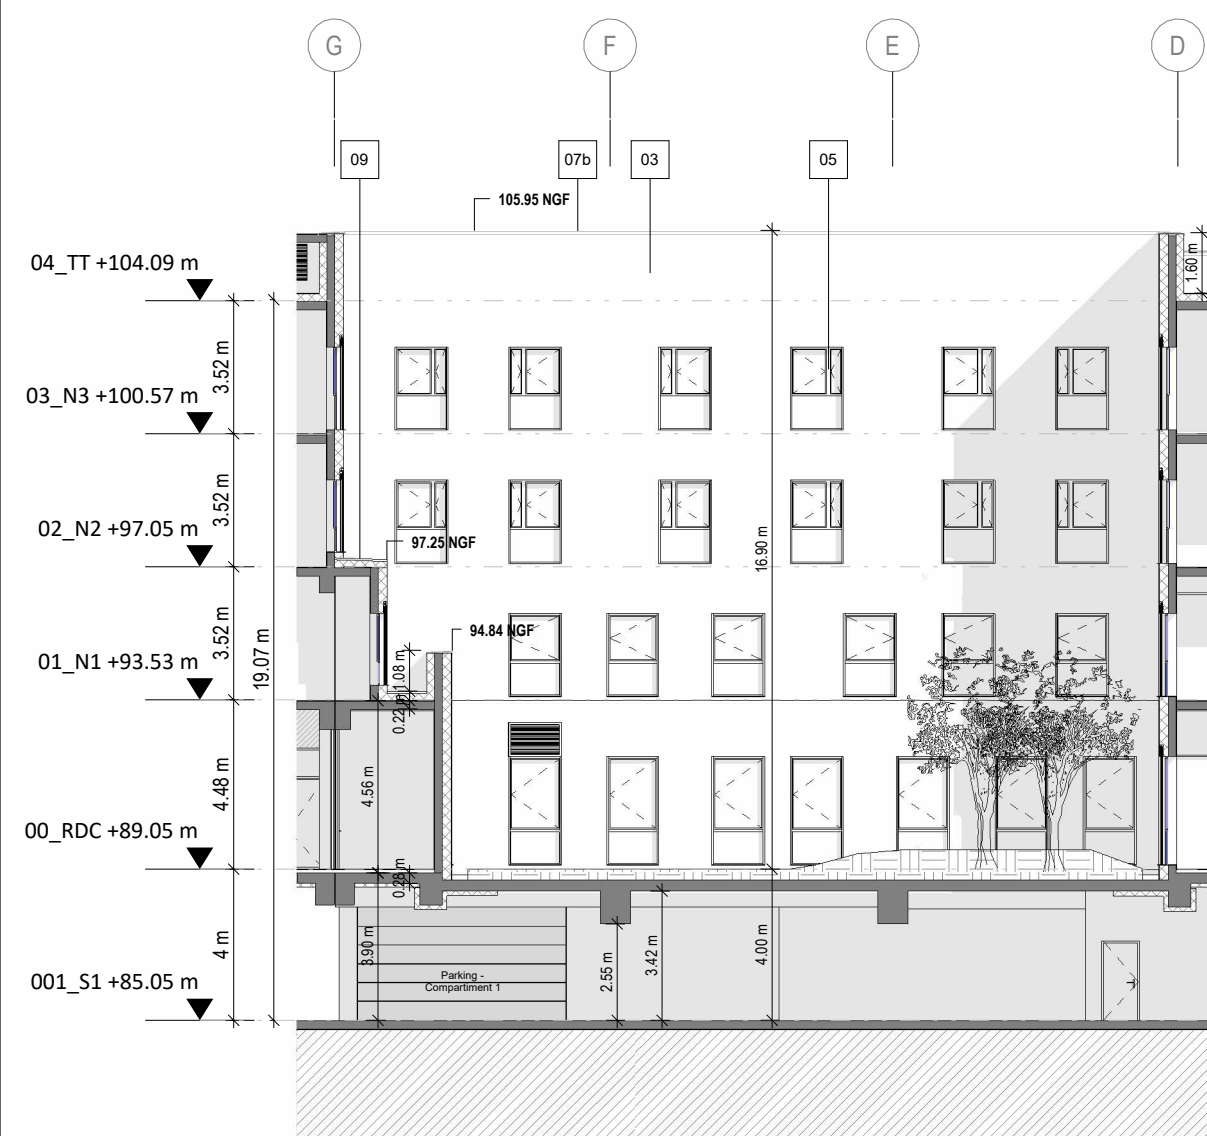 G
F
E
D
09
07b
03
05
105.95 NGF
04_TT +104.09 m
1.60 m
3.52 m
03_N3 +100.57 m
3.52 m
02_N2 +97.05 m
97.25 NGF
16.90 m
3.52 m
94.84 NGF
01_N1 +93.53 m
19.07 m
1.08 m
0.22 m
4.48 m
4.56 m
00_RDC +89.05 m
0.28 m
4 m
3.90 m
2.55 m
3.42 m
4.00 m
001_S1 +85.05 m
Parking -
Compartiment 1